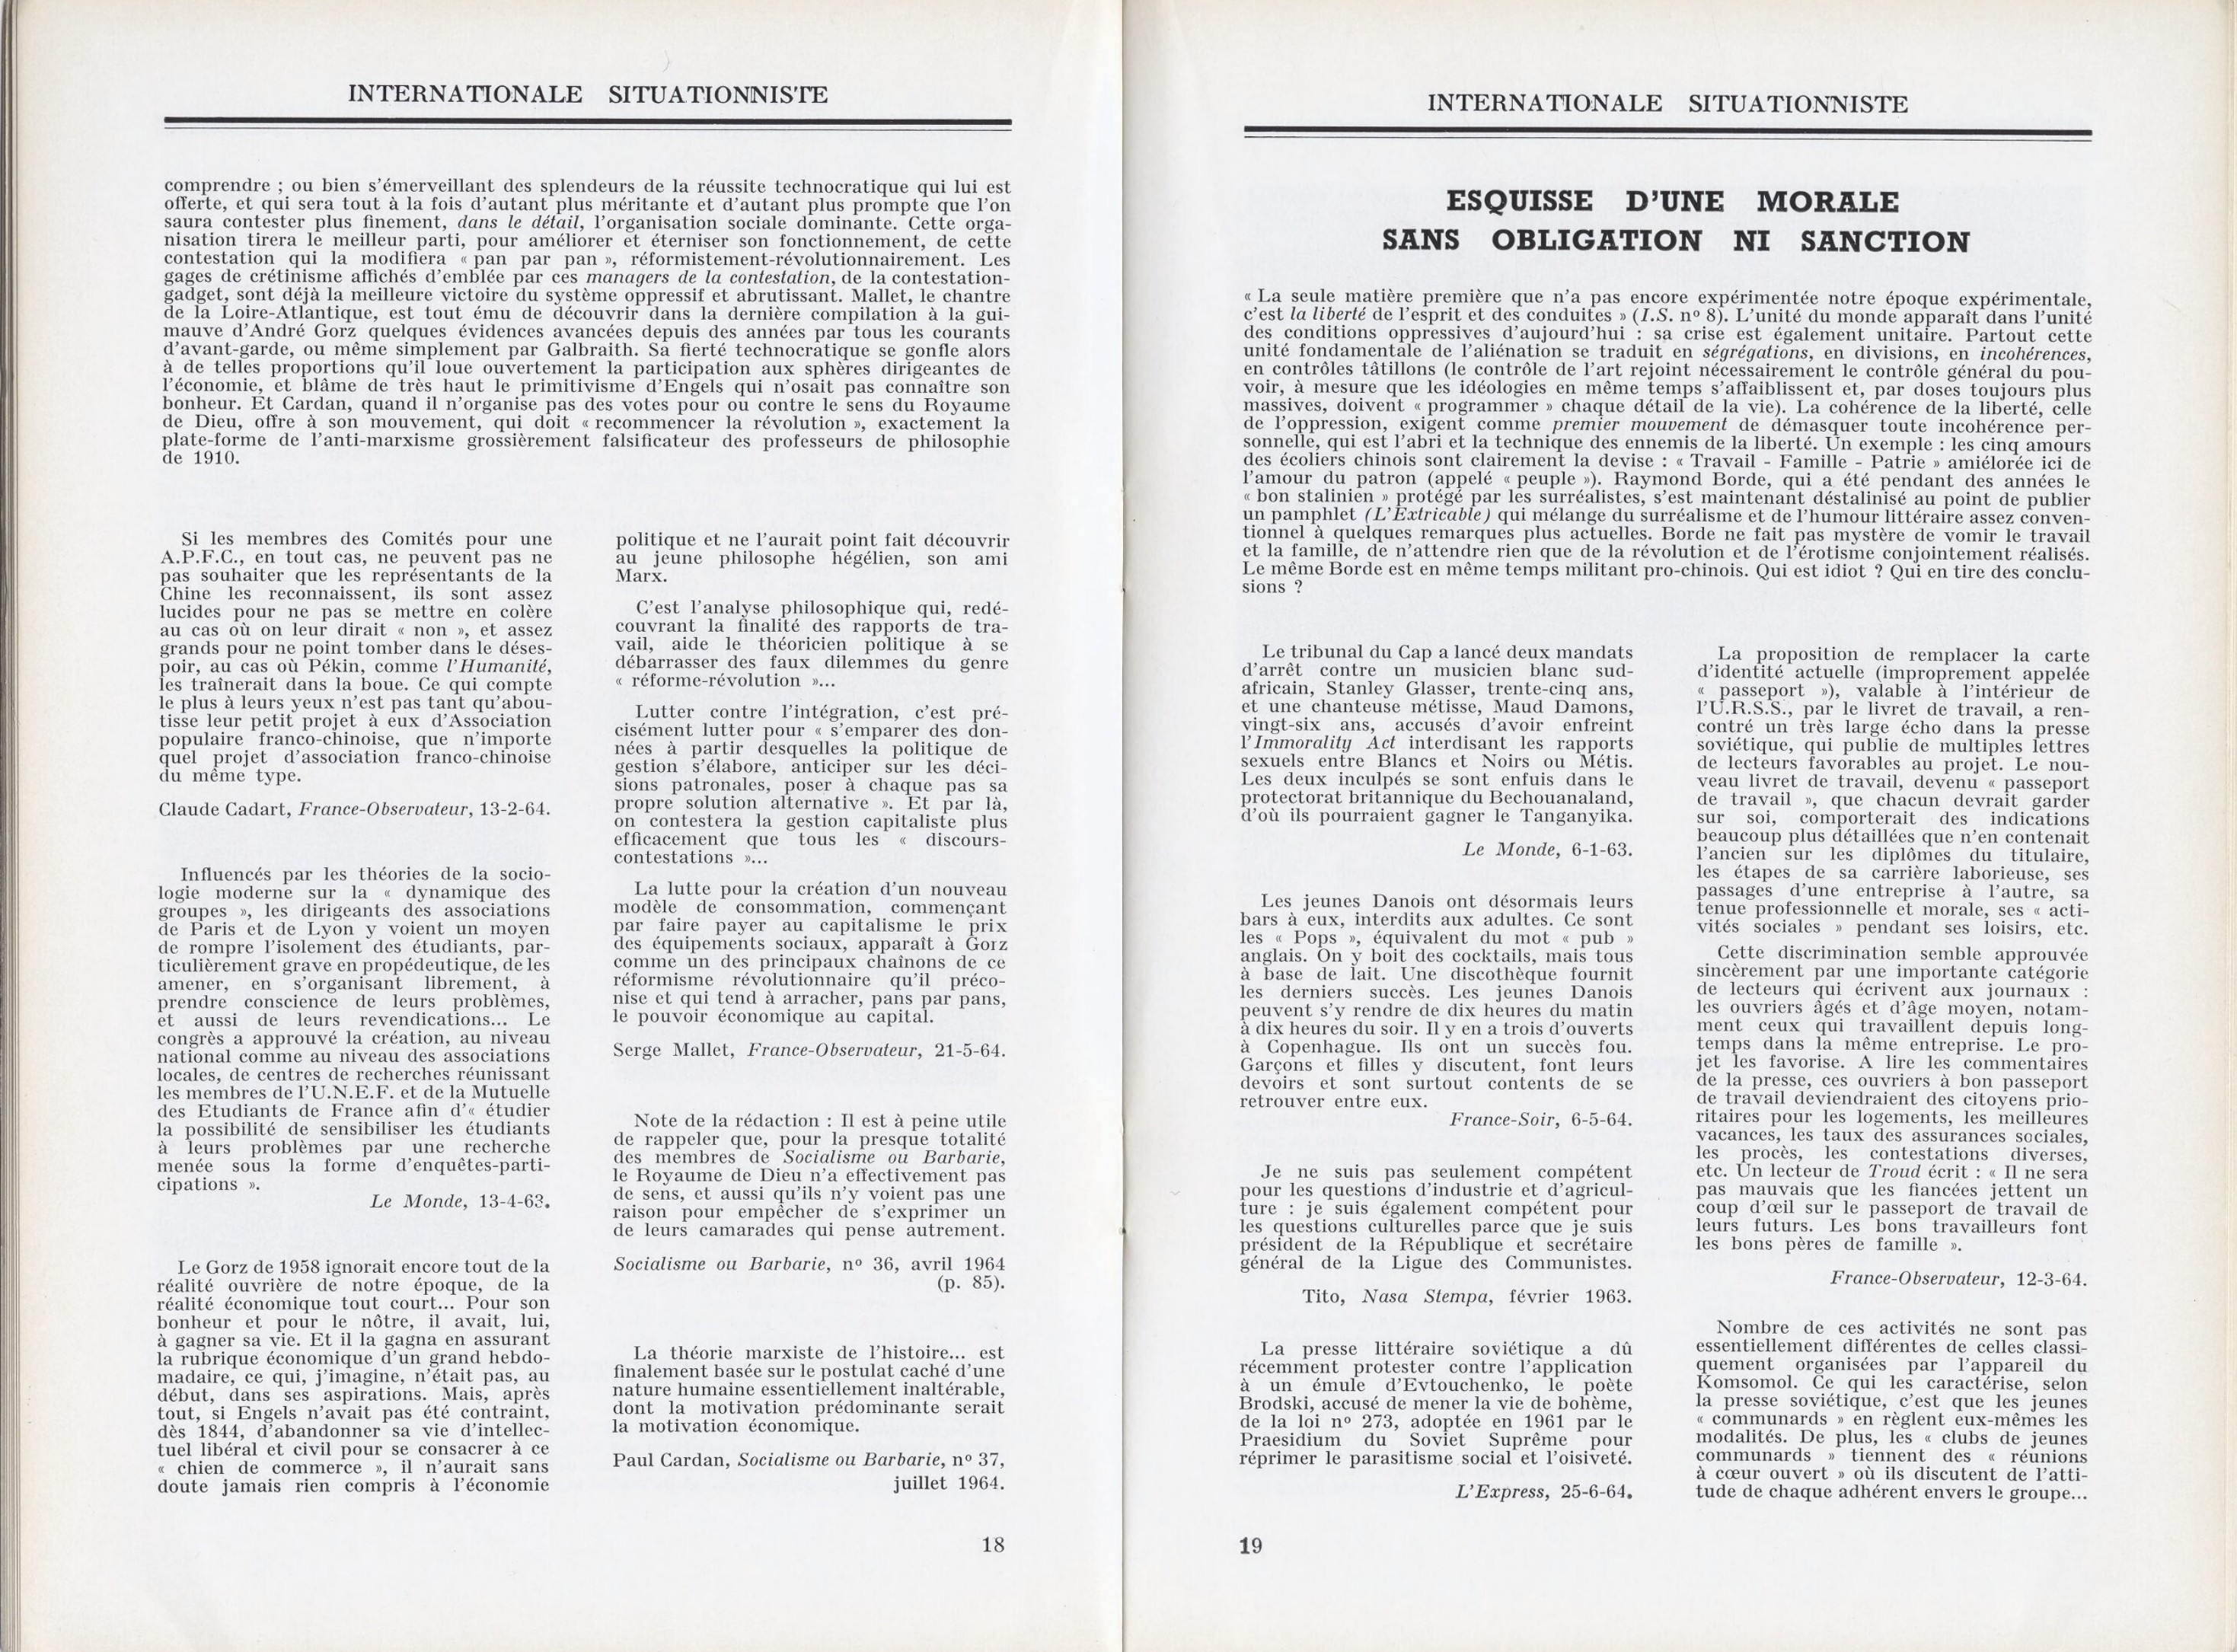 INTERNATIONALE SITUATIONNISTE
comprendre ; ou bien s'émerveillant des splendeurs de la réussite technocratique qui lui est
offerte, et qui sera tout à la fois d'autant plus méritante et d'autant plus prompte que l'on
saura contester plus finement, dans le détail, l'organisation sociale dominante. Cette orga-
nisation tirera le meilleur parti, pour améliorer et éterniser son fonctionnement, de cette
contestation qui la modifiera « pan par pan », réformistement-révolutionnairement. Les
gages de crétinisme affichés d'emblée par ces managers de la contestation, de la contestation-
gadget, sont déjà la meilleure victoire du système oppressif et abrutissant. Mallet, le chantre
de la Loire-Atlantique, est tout ému de découvrir dans la dernière compilation à la gui-
mauve d'André Gorz quelques évidences avancées depuis des années par tous les courants
d'avant-garde, ou même simplement par Galbraith. Sa fierté technocratique se gonfle alors
à de telles proportions qu'il loue ouvertement la participation aux sphères dirigeantes de
l'économie, et blâme de très haut le primitivisme d'Engels qui n'osait pas connaître son
bonheur. Et Cardan, quand il n'organise pas des votes pour ou contre le sens du Royaume
de Dieu, offre à son mouvement, qui doit « recommencer la révolution », exactement la
plate-forme de l'anti-marxisme grossièrement falsificateur des professeurs de philosophie
de 1910.
Si les membres des Comités pour une
A.P.F.C., en tout cas, ne peuvent pas ne
pas souhaiter que les représentants de la
Chine les reconnaissent, ils sont assez
lucides pour ne pas se mettre en colère
au cas où on leur dirait « non », et assez
grands pour ne point tomber dans le déses-
poir, au cas où Pékin, comme l'Humanité,
les traînerait dans la boue. Ce qui compte
le plus à leurs yeux n'est pas tant qu'abou-
tisse leur petit projet à eux d'Association
populaire franco-chinoise, que n'importe
quel projet d'association franco-chinoise
du même type.
Claude Cadart, France-Observateur, 13-2-64.
Influencés par les théories de la socio-
logie moderne sur la « dynamique des
groupes », les dirigeants des associations
de Paris et de Lyon y voient un moyen
de rompre l'isolement des étudiants, par-
ticulièrement grave en propédeutique, de les
amener, en s'organisant librement, à
prendre conscience de leurs problèmes,
et aussi de leurs revendications... Le
congrès a approuvé la création, au niveau
national comme au niveau des associations
locales, de centres de recherches réunissant
les membres de l'U.N.E.F. et de la Mutuelle
des Etudiants de France afin d'« étudier
la possibilité de sensibiliser les étudiants
à leurs problèmes par une recherche
menée sous la forme d'enquêtes-parti-
cipations ».
Le Monde, 13-4-63.
Le Gorz de 1958 ignorait encore tout de la
réalité ouvrière de notre époque, de la
réalité économique tout court... Pour son
bonheur et pour le nôtre, il avait, lui,
à gagner sa vie. Et il la gagna en assurant
la rubrique économique d'un grand hebdo-
madaire, ce qui, j'imagine, n'était pas, au
début, dans ses aspirations. Mais, après
tout, si Engels n'avait pas été contraint,
dès 1844, d'abandonner sa vie d'intellec-
tuel libéral et civil pour se consacrer à ce
« chien de commerce », il n'aurait sans
doute jamais rien compris à l'économie
politique et ne l'aurait point fait découvrir
au jeune philosophe hégélien, son ami
Marx.
C'est l'analyse philosophique qui, redé-
couvrant la finalité des rapports de tra-
vail, aide le théoricien politique à se
débarrasser des faux dilemmes du genre
« réforme-révolution »...
Lutter contre l'intégration, c'est pré-
cisément lutter pour « s'emparer des don-
nées à partir desquelles la politique de
gestion s'élabore, anticiper sur les déci-
sions patronales, poser à chaque pas sa
propre solution alternative ». Et par là,
on contestera la gestion capitaliste plus
efficacement que tous les « discours-
contestations »...
La lutte pour la création d'un nouveau
modèle de consommation, commençant
par faire payer au capitalisme le prix
des équipements sociaux, apparaît à Gorz
comme un des principaux chaînons de ce
réformisme révolutionnaire qu'il préco-
nise et qui tend à arracher, pans par pans,
le pouvoir économique au capital.
Serge Mallet, France-Observateur, 21-5-64.
Note de la rédaction : Il est à peine utile
de rappeler que, pour la presque totalité
des membres de Socialisme ou Barbarie,
le Royaume de Dieu n'a effectivement pas
de sens, et aussi qu'ils n'y voient pas une
raison pour empêcher de s'exprimer un
de leurs camarades qui pense autrement.
Socialisme ou Barbarie, nº 36, avril 1964
(p. 85).
La théorie marxiste de l'histoire... est
finalement basée sur le postulat caché d'une
nature humaine essentiellement inaltérable,
dont la motivation prédominante serait
la motivation économique.
Paul Cardan, Socialisme ou Barbarie, nº 37,
juillet 1964.
18
INTERNATIONALE SITUATIONNISTE
ESQUISSE D'UNE MORALE
SANS OBLIGATION NI SANCTION
« La seule matière première que n'a pas encore expérimentée notre époque expérimentale,
c'est la liberté de l'esprit et des conduites » (I.S. nº 8). L'unité du monde apparaît dans l'unité
des conditions oppressives d'aujourd'hui : sa crise est également unitaire. Partout cette
unité fondamentale de l'aliénation se traduit en ségrégations, en divisions, en incohérences,
en contrôles tâtillons (le contrôle de l'art rejoint nécessairement le contrôle général du pou-
voir, à mesure que les idéologies en même temps s'affaiblissent et, par doses toujours plus
massives, doivent « programmer » chaque détail de la vie). La cohérence de la liberté, celle
de l'oppression, exigent comme premier mouvement de démasquer toute incohérence per-
sonnelle, qui est l'abri et la technique des ennemis de la liberté. Un exemple : les cinq amours
des écoliers chinois sont clairement la devise : « Travail - Famille - Patrie » amiélorée ici de
l'amour du patron (appelé « peuple »). Raymond Borde, qui a été pendant des années le
« bon stalinien » protégé par les surréalistes, s'est maintenant déstalinisé au point de publier
un pamphlet (L'Extricable) qui mélange du surréalisme et de l'humour littéraire assez conven-
tionnel à quelques remarques plus actuelles. Borde ne fait pas mystère de vomir le travail
et la famille, de n'attendre rien que de la révolution et de l'érotisme conjointement réalisés.
Le même Borde est en même temps militant pro-chinois. Qui est idiot ? Qui en tire des conclu-
sions ?
Le tribunal du Cap a lancé deux mandats
d'arrêt contre un musicien blanc sud-
africain, Stanley Glasser, trente-cinq ans,
et une chanteuse métisse, Maud Damons,
vingt-six ans, accusés d'avoir enfreint
l'Immorality Act interdisant les rapports
sexuels entre Blancs et Noirs ou Métis.
Les deux inculpés se sont enfuis dans le
protectorat britannique du Bechouanaland,
d'où ils pourraient gagner le Tanganyika.
Le Monde, 6-1-63.
Les jeunes Danois ont désormais leurs
bars à eux, interdits aux adultes. Ce sont
les « Pops », équivalent du mot « pub »
anglais. On y boit des cocktails, mais tous
à base de lait. Une discothèque fournit
les derniers succès. Les jeunes Danois
peuvent s'y rendre de dix heures du matin
à dix heures du soir. Il y en a trois d'ouverts
à Copenhague. Ils ont un succès fou.
Garçons et filles y discutent, font leurs
devoirs et sont surtout contents de se
retrouver entre eux.
France-Soir, 6-5-64.
Je ne suis pas seulement compétent
pour les questions d'industrie et d'agricul-
ture : je suis également compétent pour
les questions culturelles parce que je suis
président de la République et secrétaire
général de la Ligue des Communistes.
Tito, Nasa Stempa, février 1963.
La presse littéraire soviétique a dû
récemment protester contre l'application
à un émule d'Evtouchenko, le poète
Brodski, accusé de mener la vie de bohème,
de la loi nº 273, adoptée en 1961 par le
Praesidium du Soviet Suprême pour
réprimer le parasitisme social et l'oisiveté.
L'Express, 25-6-64.
La proposition de remplacer la carte
d'identité actuelle (improprement appelée
« passeport »), valable à l'intérieur de
l'U.R.S.S., par le livret de travail, a ren-
contré un très large écho dans la presse
soviétique, qui publie de multiples lettres
de lecteurs favorables au projet. Le nou-
veau livret de travail, devenu « passeport
de travail », que chacun devrait garder
sur soi, comporterait des indications
beaucoup plus détaillées que n'en contenait
l'ancien sur les diplômes du titulaire,
les étapes de sa carrière laborieuse, ses
passages d'une entreprise à l'autre, sa
tenue professionnelle et morale, ses « acti-
vités sociales » pendant ses loisirs, etc.
Cette discrimination semble approuvée
sincèrement par une importante catégorie
de lecteurs qui écrivent aux journaux :
les ouvriers âgés et d'âge moyen, notam-
ment ceux qui travaillent depuis long-
temps dans la même entreprise. Le pro-
jet les favorise. A lire les commentaires
de la presse, ces ouvriers à bon passeport
de travail deviendraient des citoyens prio-
ritaires pour les logements, les meilleures
vacances, les taux des assurances sociales,
les procès, les contestations diverses,
etc. Un lecteur de Troud écrit : « Il ne sera
pas mauvais que les fiancées jettent un
coup d'œil sur le passeport de travail de
leurs futurs. Les bons travailleurs font
les bons pères de famille ».
France-Observateur, 12-3-64.
Nombre de ces activités ne sont pas
essentiellement différentes de celles classi-
quement organisées par l'appareil du
Komsomol. Ce qui les caractérise, selon
la presse soviétique, c'est que les jeunes
« communards » en règlent eux-mêmes les
modalités. De plus, les « clubs de jeunes
communards » tiennent des « réunions
à cœur ouvert » où ils discutent de l'atti-
tude de chaque adhérent envers le groupe...
19